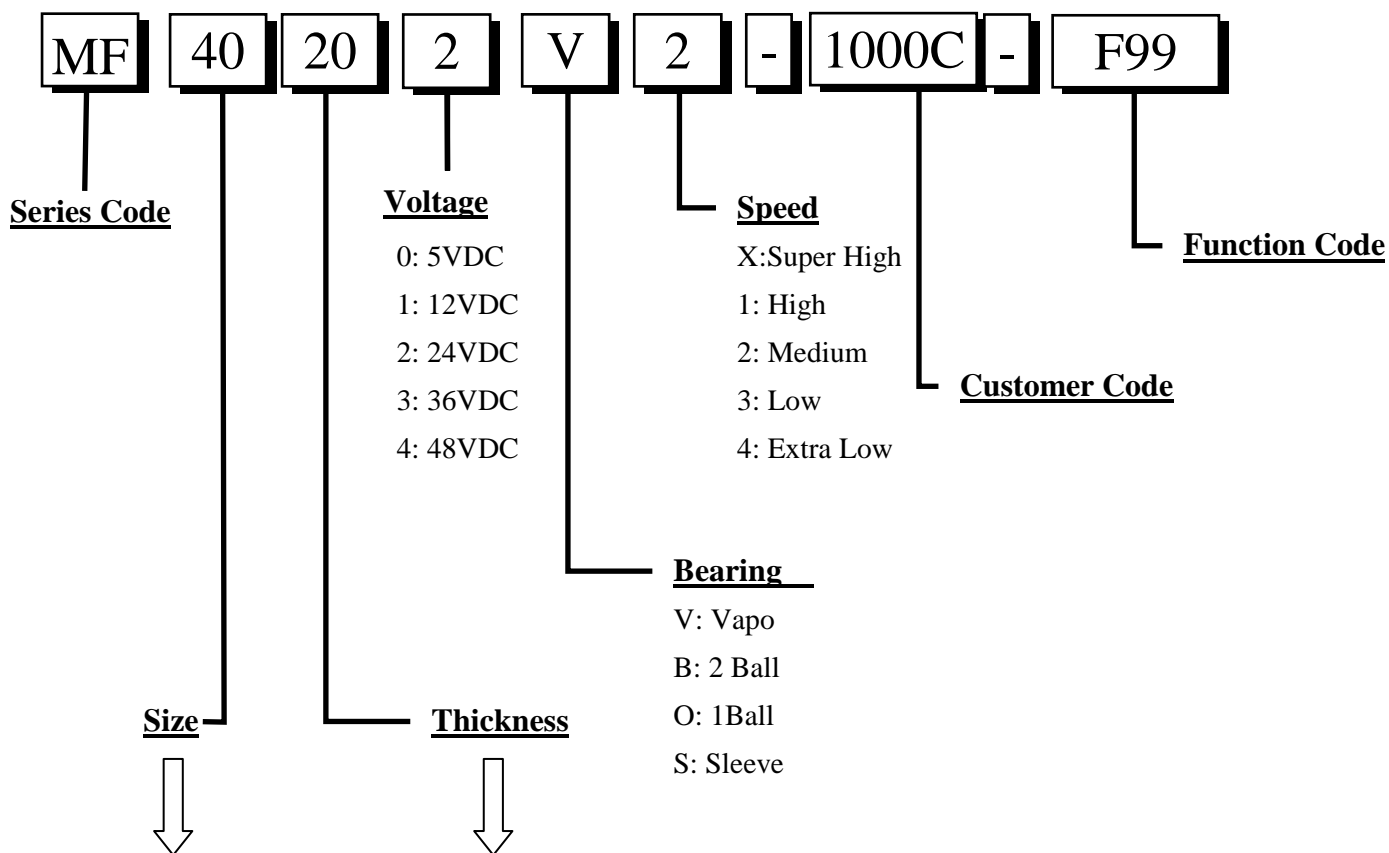 MF 40 20 2 V 2 - 1000C - F99
Series Code
Voltage
0: 5VDC
1: 12VDC
2: 24VDC
3: 36VDC
4: 48VDC
Speed
X:Super High
1: High
2: Medium
3: Low
4: Extra Low
Function Code
Customer Code
Bearing
V: Vapo
B: 2 Ball
O: 1Ball
S: Sleeve
Size
Thickness